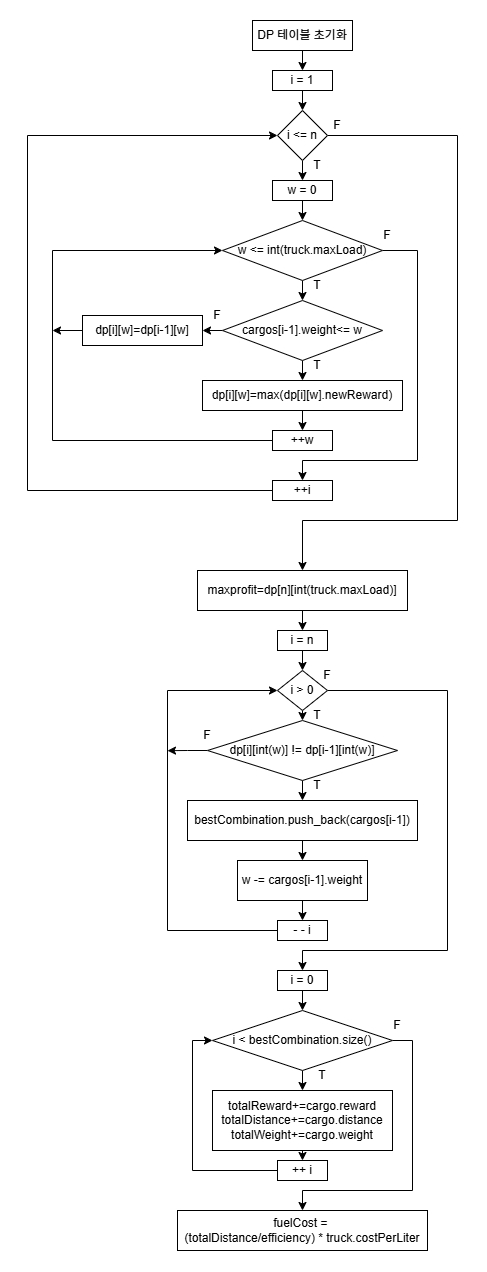 DP 테이블 초기화
i = 1
i <= n
F
T
w = 0
w <= int(truck.maxLoad)
F
T
cargos[i-1].weight<= w
F
dp[i][w]=dp[i-1][w]
T
dp[i][w]=max(dp[i][w].newReward)
++w
++i
maxprofit=dp[n][int(truck.maxLoad)]
i = n
i > 0
F
T
dp[i][int(w)] != dp[i-1][int(w)]
F
T
bestCombination.push_back(cargos[i-1])
w -= cargos[i-1].weight
- - i
i = 0
i < bestCombination.size()
F
T
totalReward+=cargo.reward
totalDistance+=cargo.distance
totalWeight+=cargo.weight
++ i
fuelCost =
(totalDistance/efficiency) * truck.costPerLiter